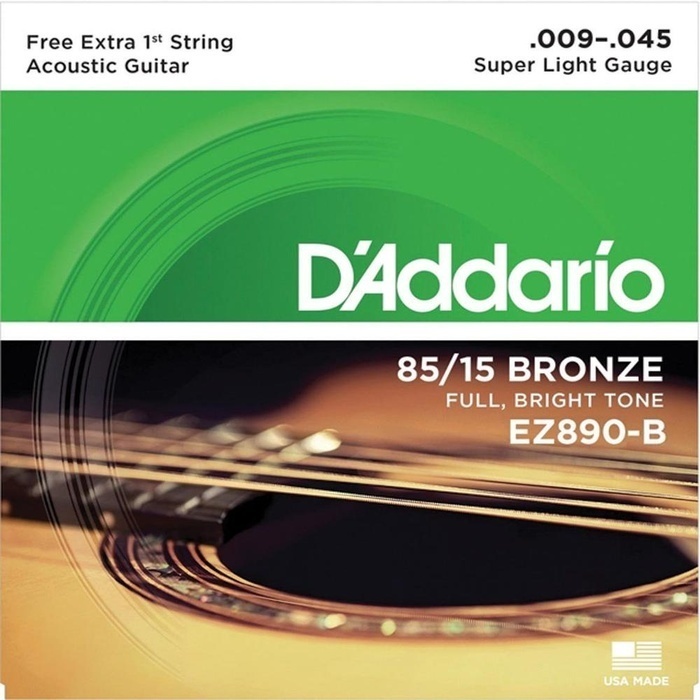 Free Extra 1st String
Acoustic Guitar
.009–.045
Super Light Gauge
D'Addario
85/15 BRONZE
FULL, BRIGHT TONE
EZ890-B
USA MADE